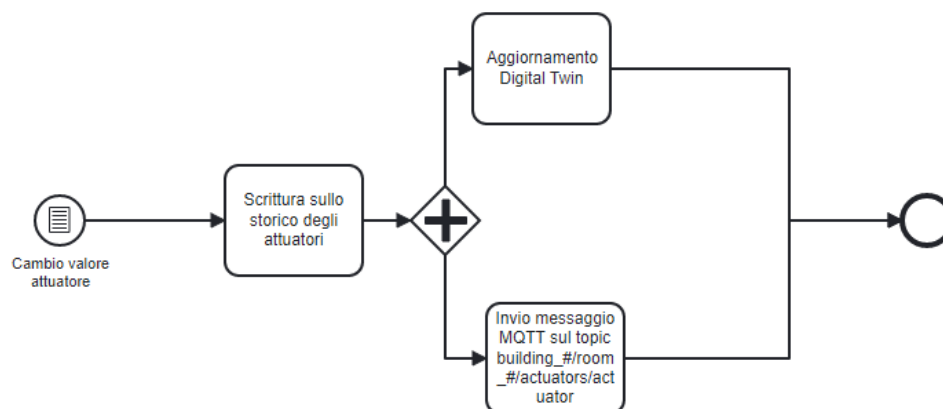 Cambio valore
attuatore
Scrittura sullo
storico degli
attuatori
Aggiornamento
Digital Twin
Invio messaggio
MQTT sul topic
building_#/room
_#/actuators/act
uator